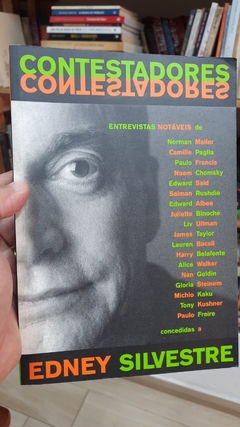 CONTESTADORES
CONTESTADORES
ENTREVISTAS NOTÁVEIS de
Norman Mailer
Camille Paglia
Paulo Francis
Noam Chomsky
Edward Said
Salman Rushdie
Edward Albee
Juliette Binoche
Liv Ullman
James Taylor
Lauren Bacall
Harry Belafonte
Alice Walker
Nan Goldin
Gloria Steinem
Michio Kaku
Tony Kushner
Paulo Freire
concedidas a
EDNEY SILVESTRE